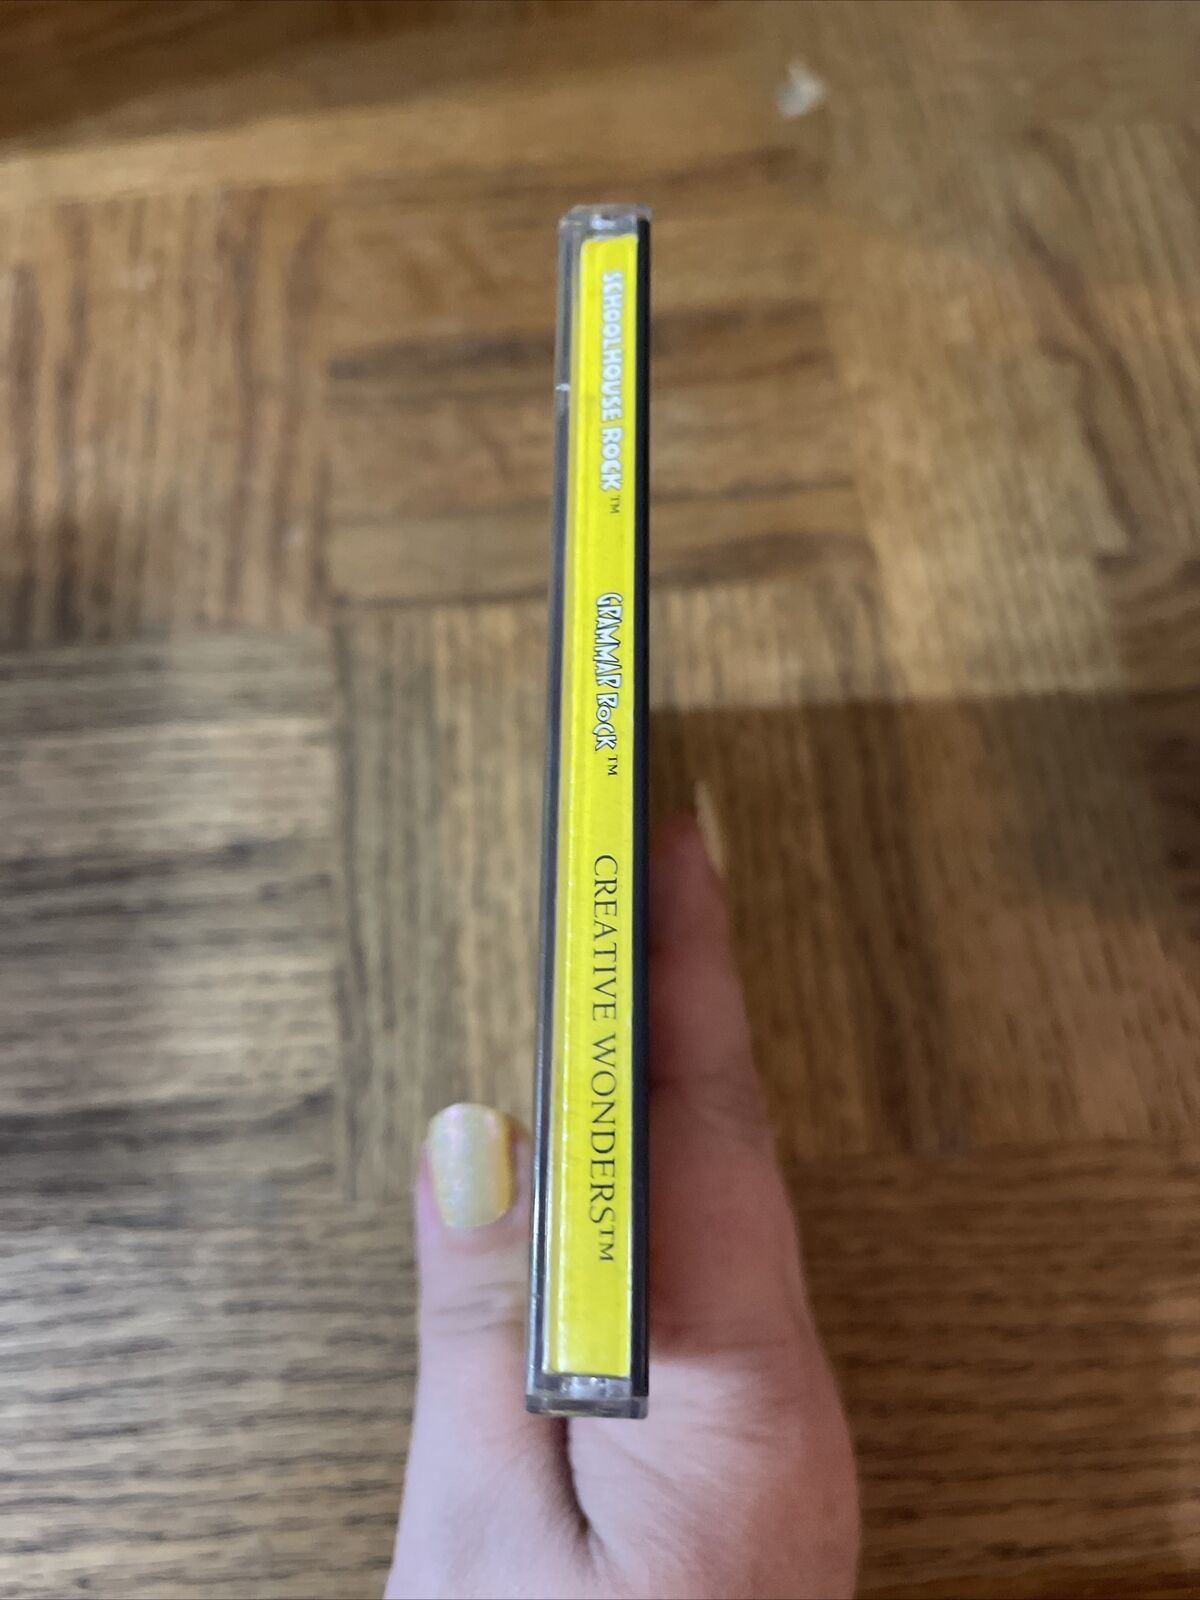 SCHOOLHOUSE ROCK™
GRAMMAR ROCK™
CREATIVE WONDERS™